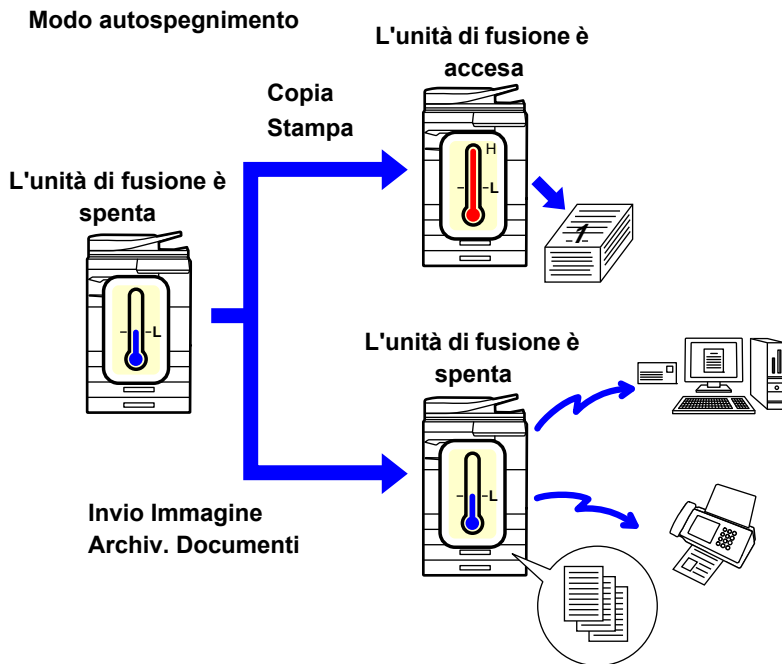 Modo autospegnimento
L'unità di fusione è
accesa
Copia
Stampa
H
L
1
L'unità di fusione è
spenta
L
L'unità di fusione è
spenta
L
Invio Immagine
Archiv. Documenti